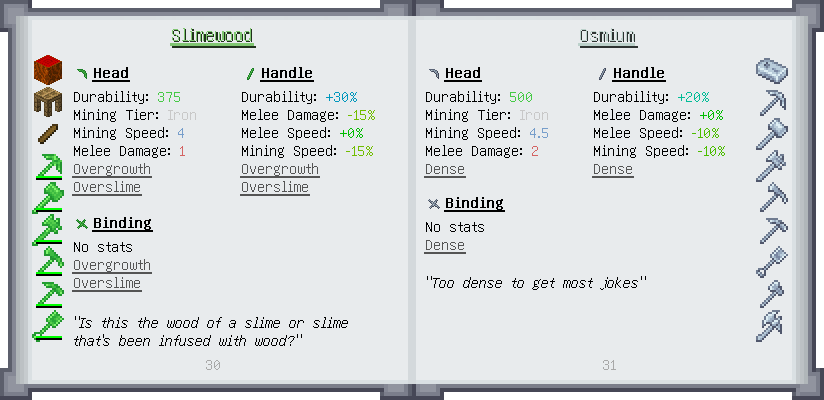 Slimewood
Head
Durability: 375
Mining Tier: Iron
Mining Speed: 4
Melee Damage: 1
Overgrowth
Overslime
Handle
Durability: +30%
Melee Damage: -15%
Melee Speed: +0%
Mining Speed: -15%
Overgrowth
Overslime
Binding
No stats
Overgrowth
Overslime
"Is this the wood of a slime or slime
that's been infused with wood?"
30
Osmium
Head
Durability: 500
Mining Tier: Iron
Mining Speed: 4.5
Melee Damage: 2
Dense
Handle
Durability: +20%
Melee Damage: +0%
Melee Speed: -10%
Mining Speed: -10%
Dense
Binding
No stats
Dense
"Too dense to get most jokes"
31